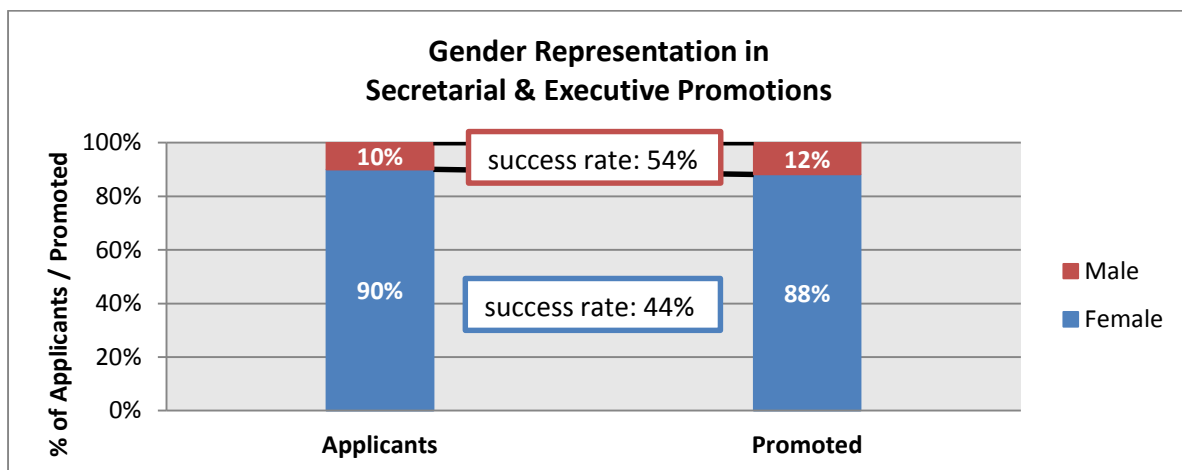 Gender Representation in
Secretarial & Executive Promotions
% of Applicants / Promoted
100%
80%
60%
40%
20%
0%
10%
success rate: 54%
12%
90%
success rate: 44%
88%
Male
Female
Applicants
Promoted